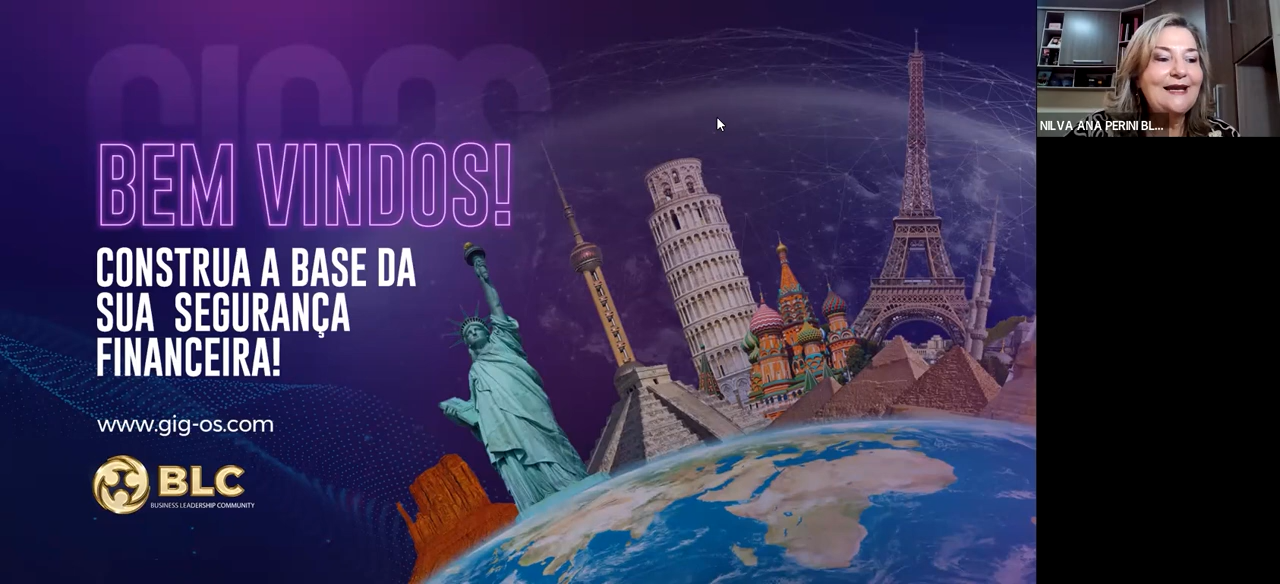 GIGOS
BEM VINDOS!
CONSTRUA A BASE DA
SUA SEGURANÇA
FINANCEIRA!
www.gig-os.com
BLC
BUSINESS LEADERSHIP COMMUNITY
NILVA ANA PERINI BL...